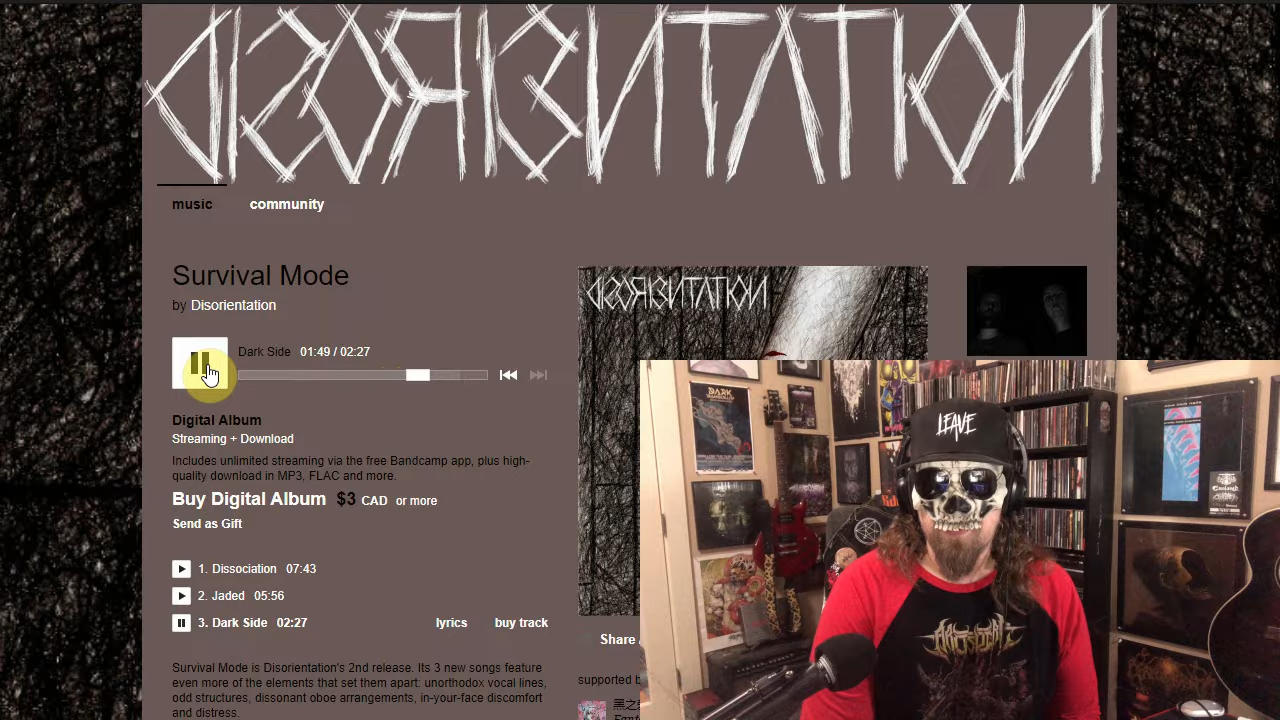 DISORIENTATION
music
community
Survival Mode
by Disorientation
Dark Side 01:49 / 02:27
Digital Album
Streaming + Download
Includes unlimited streaming via the free Bandcamp app, plus high-
quality download in MP3, FLAC and more.
Buy Digital Album $3 CAD or more
Send as Gift
1. Dissociation 07:43
2. Jaded 05:56
3. Dark Side 02:27 lyrics buy track
Survival Mode is Disorientation's 2nd release. Its 3 new songs feature
even more of the elements that set them apart: unorthodox vocal lines,
odd structures, dissonant oboe arrangements, in-your-face discomfort
and distress.
DISORIENTATION
Share
supported b
黑之
LEAVE
DARK